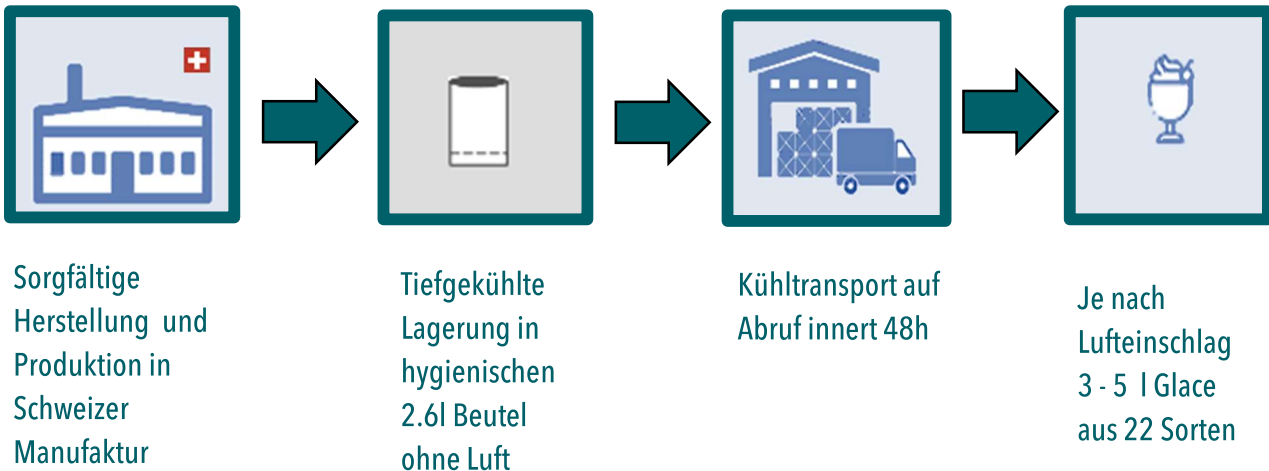 Sorgfältige
Herstellung und
Produktion in
Schweizer
Manufaktur
Tiefgekühlte
Lagerung in
hygienischen
2.6l Beutel
ohne Luft
Kühltransport auf
Abruf innert 48h
Je nach
Lufteinschlag
3 - 5 l Glace
aus 22 Sorten